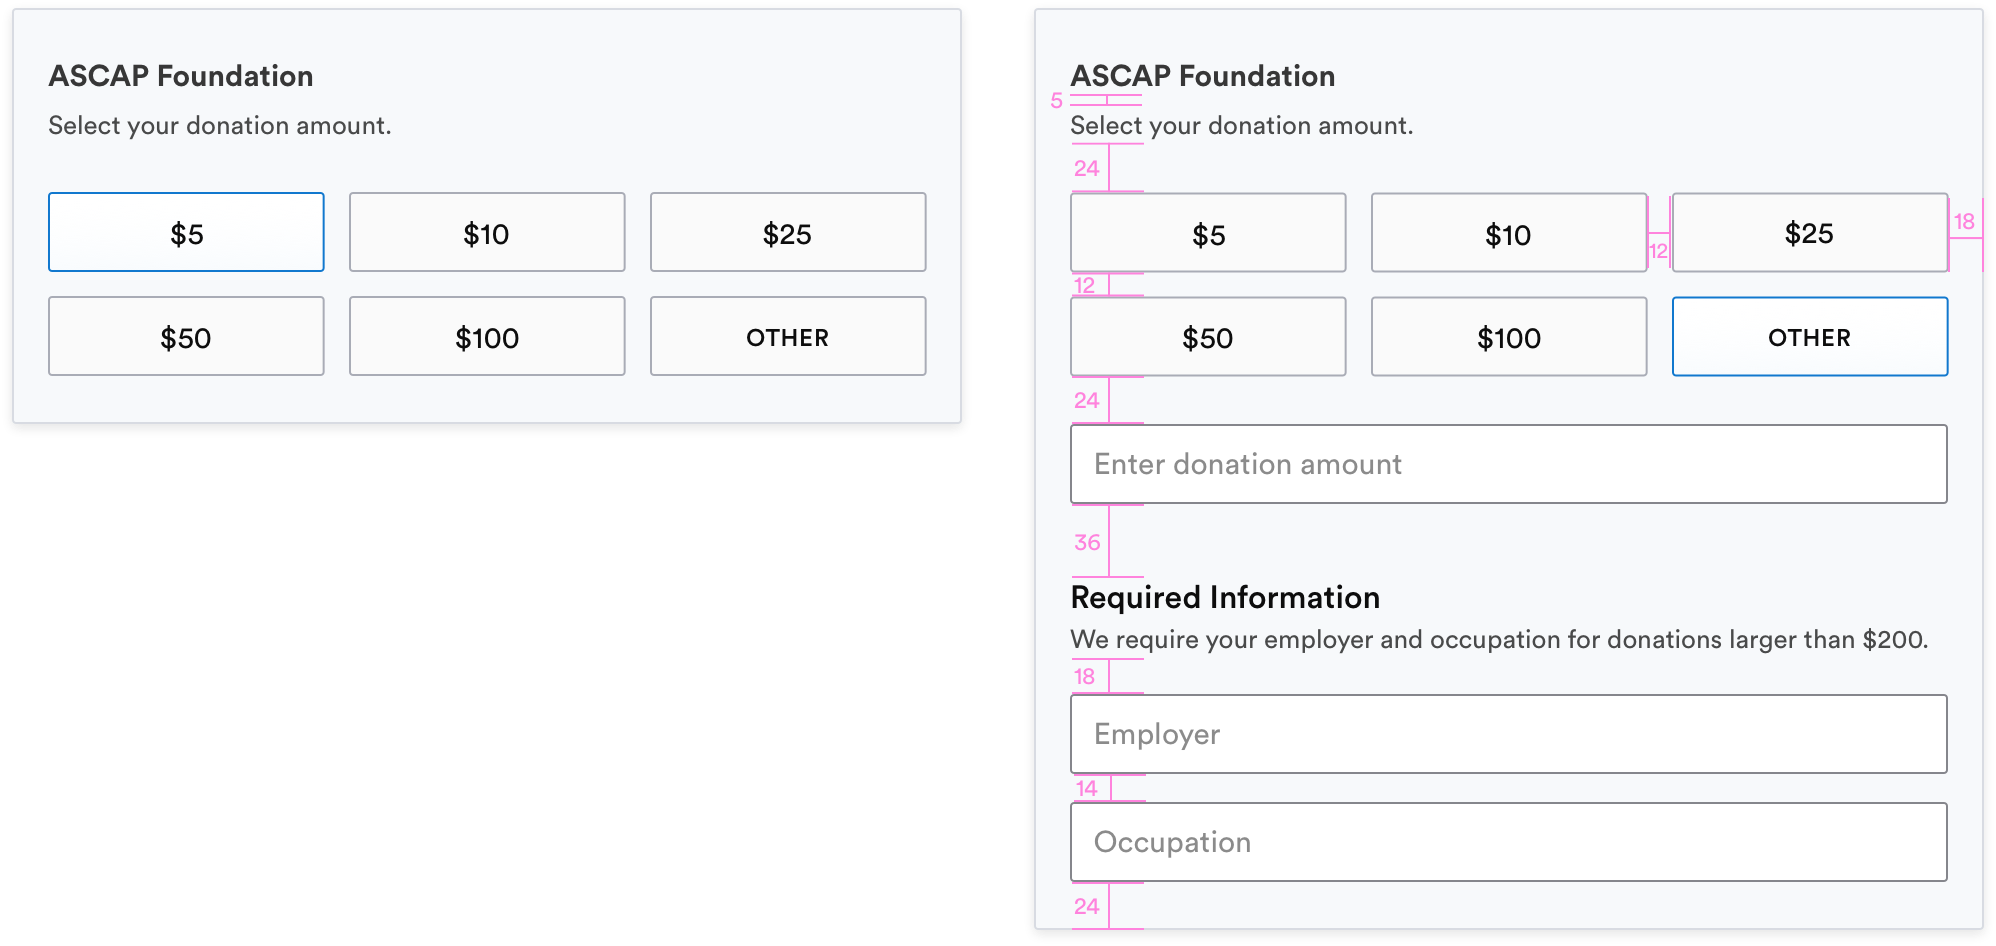 ASCAP Foundation
Select your donation amount.
$5 $10 $25
$50 $100 OTHER
ASCAP Foundation
5
Select your donation amount.
24
$5 $10 12 $25 18
12
$50 $100 OTHER
24
Enter donation amount
36
Required Information
We require your employer and occupation for donations larger than $200.
18
Employer
14
Occupation
24